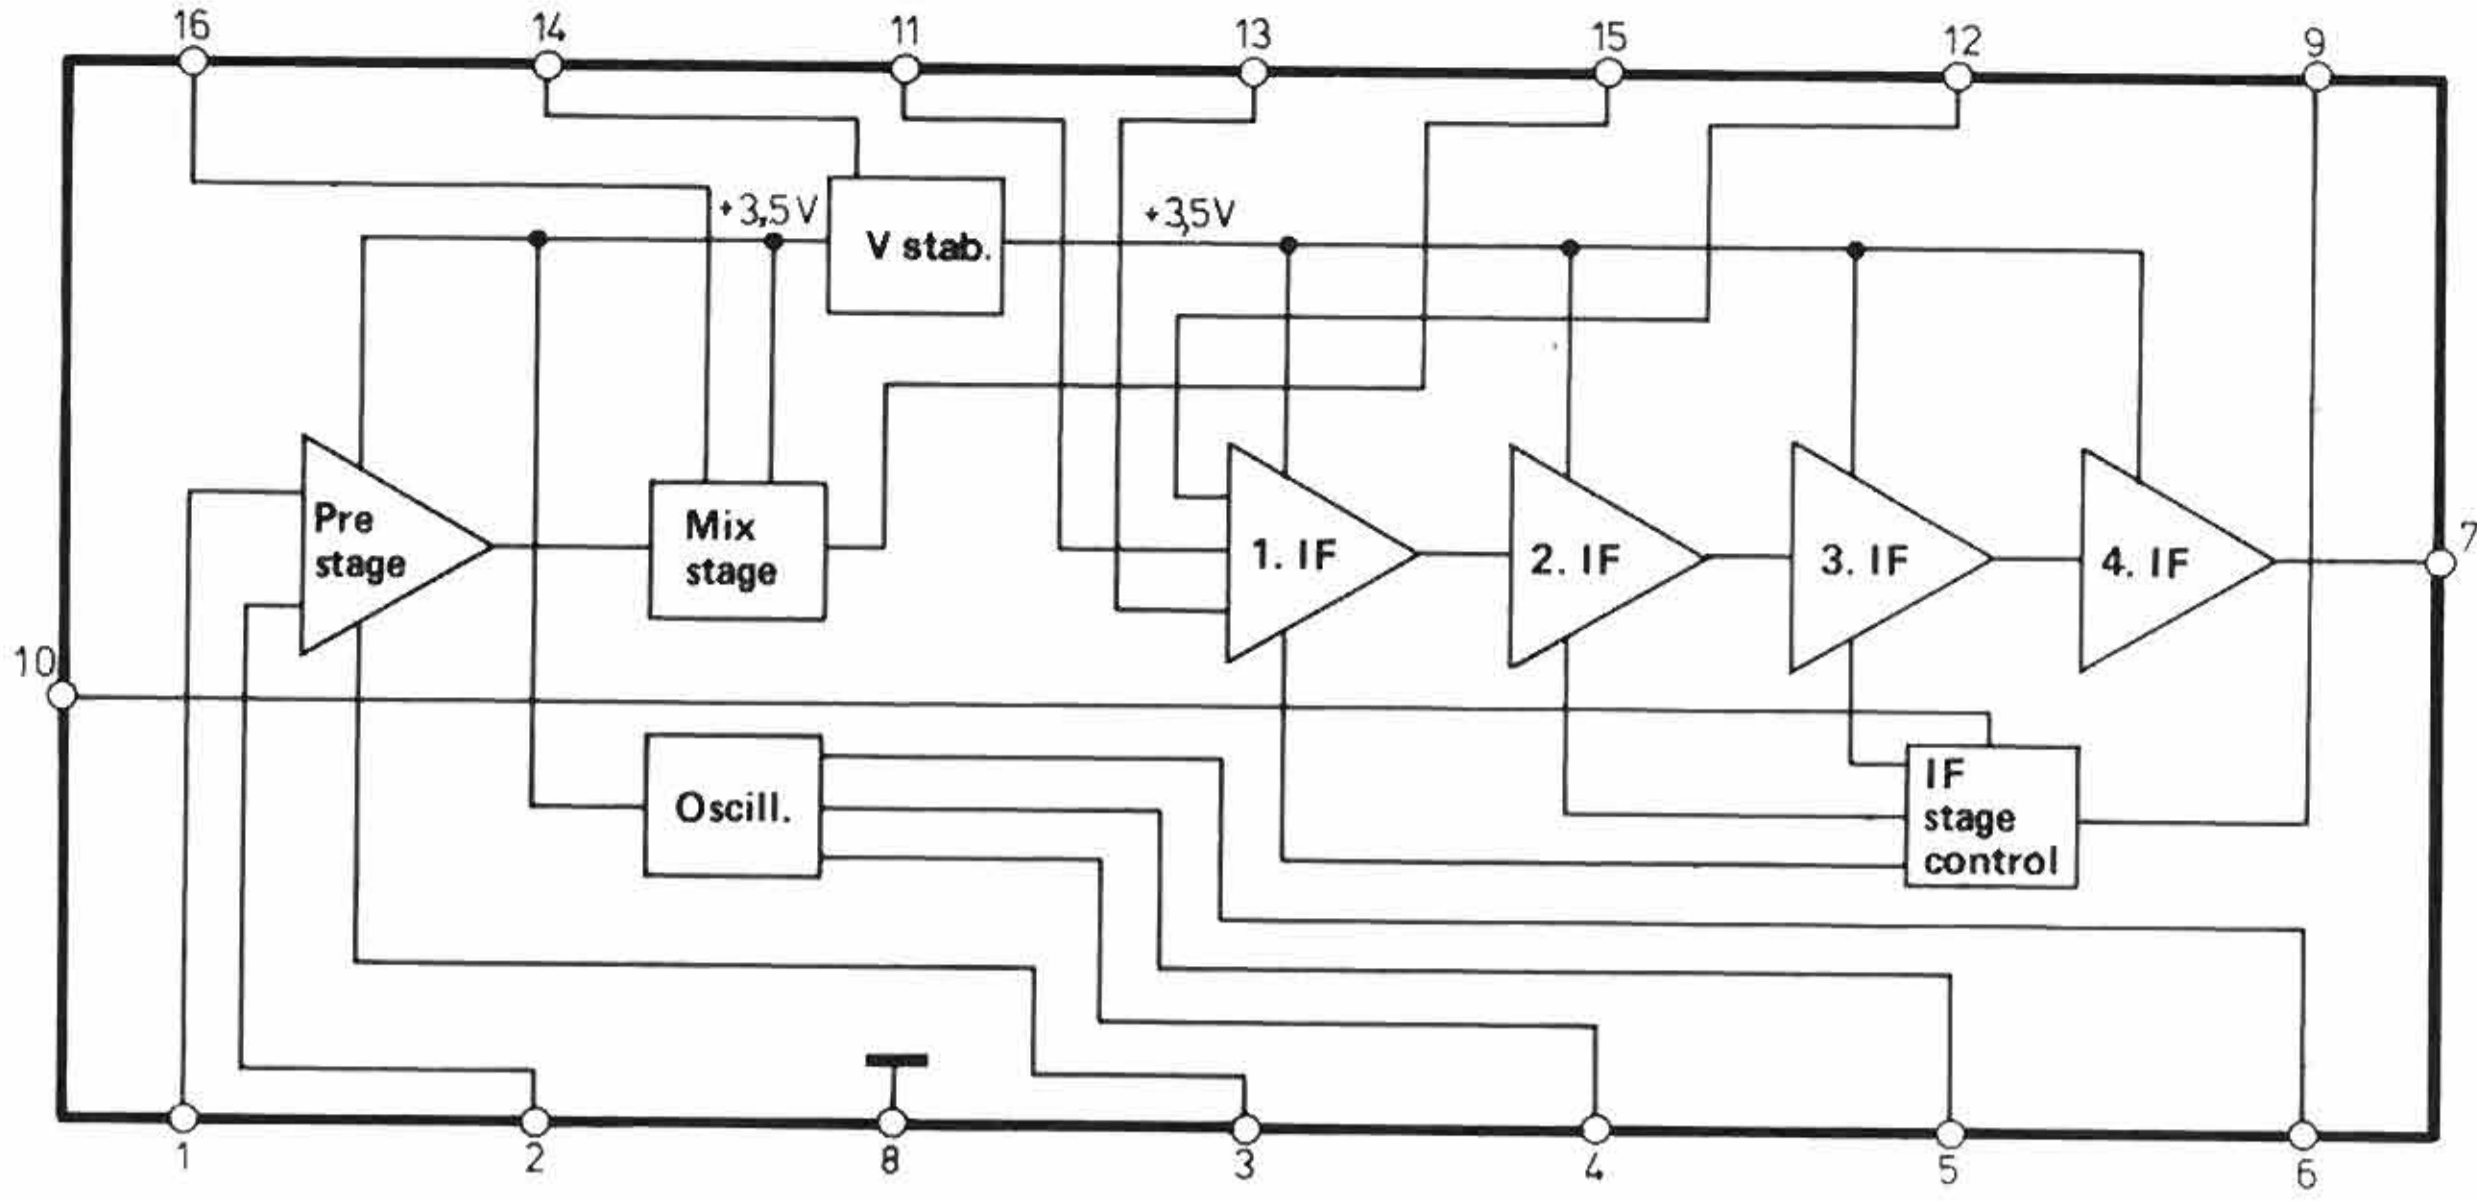 16
14
11
13
15
12
9
+3,5V
+3,5V
V stab.
Pre
stage
Mix
stage
1. IF
2. IF
3. IF
4. IF
7
10
Oscill.
IF
stage
control
1
2
8
3
4
5
6